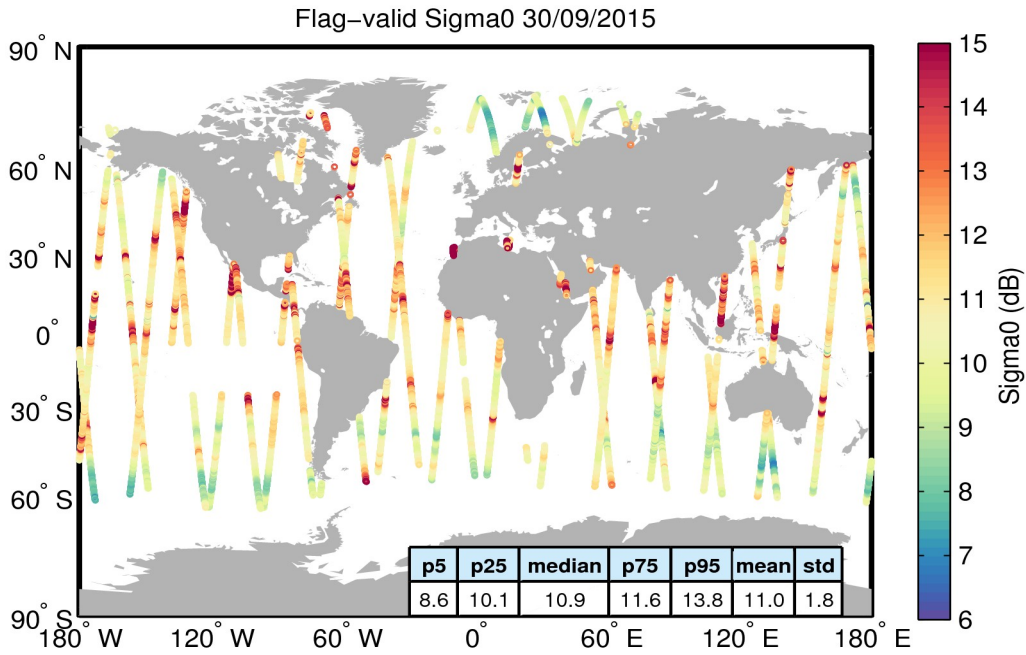 Flag−valid Sigma0 30/09/2015
90° N
60° N
30° N
0°
30° S
60° S
90° S
180° W
120° W
60° W
0°
60° E
120° E
180° E
p5 p25 median p75 p95 mean std
8.6 10.1 10.9 11.6 13.8 11.0 1.8
15
14
13
12
11
10
9
8
7
6
Sigma0 (dB)